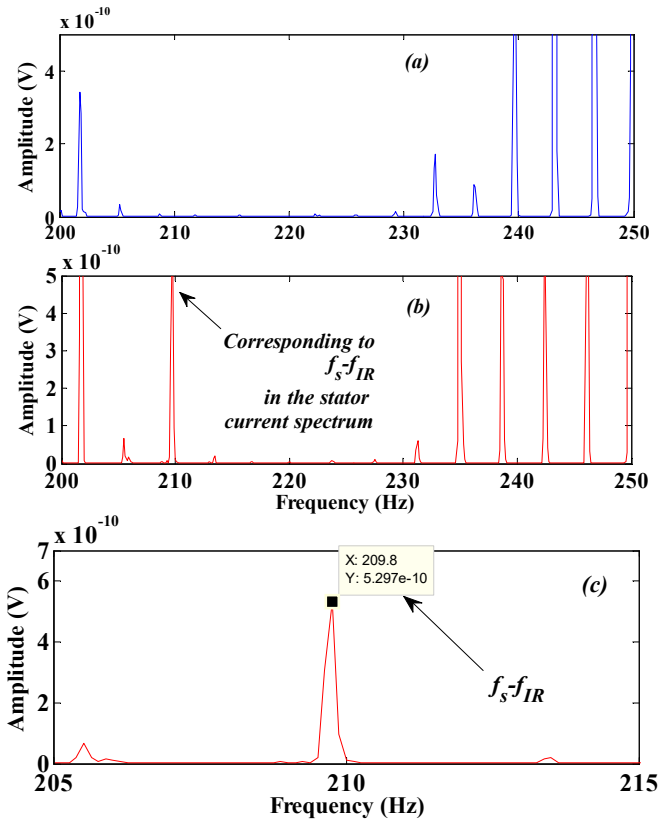 x 10⁻¹⁰
Amplitude (V)
4
2
0
(a)
200 210 220 230 240 250
x 10⁻¹⁰
Amplitude (V)
5
4
3
2
1
0
(b)
Corresponding to
f_s-f_IR
in the stator
current spectrum
200 210 220 230 240 250
Frequency (Hz)
x 10⁻¹⁰
Amplitude (V)
7
6
4
2
0
X: 209.8
Y: 5.297e-10
(c)
f_s-f_IR
205 210 215
Frequency (Hz)